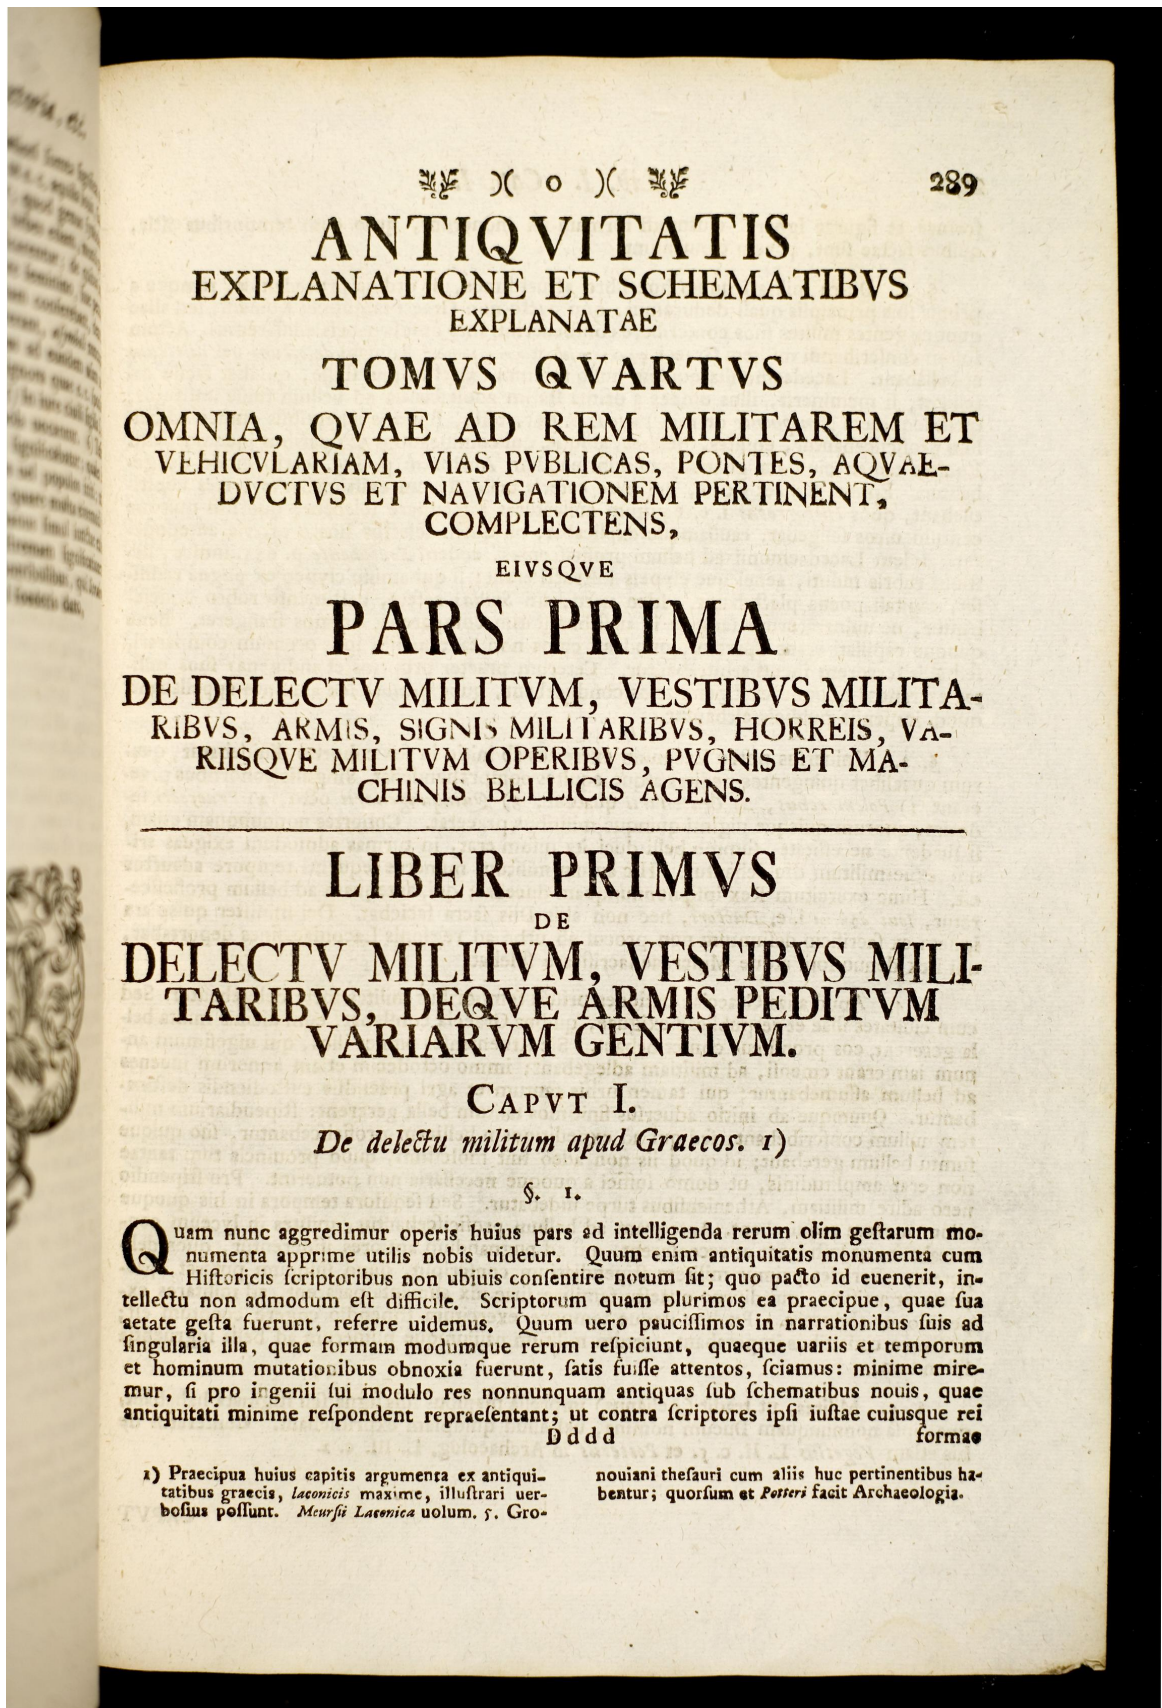 )( o )( 289
ANTIQVITATIS
EXPLANATIONE ET SCHEMATIBVS
EXPLANATAE
TOMVS QVARTVS
OMNIA, QVAE AD REM MILITAREM ET
VEHICVLARIAM, VIAS PVBLICAS, PONTES, AQVAE-
DVCTVS ET NAVIGATIONEM PERTINENT,
COMPLECTENS,
EIVSQVE
PARS PRIMA
DE DELECTV MILITVM, VESTIBVS MILITA-
RIBVS, ARMIS, SIGNIS MILITARIBVS, HORREIS, VA-
RIISQVE MILITVM OPERIBVS, PVGNIS ET MA-
CHINIS BELLICIS AGENS.
LIBER PRIMVS
DE
DELECTV MILITVM, VESTIBVS MILI-
TARIBVS, DEQVE ARMIS PEDITVM
VARIARVM GENTIVM.
CAPVT I.
De delectu militum apud Graecos. 1)
§. 1.
Quam nunc aggredimur operis huius pars ad intelligenda rerum olim geſtarum mo-
numenta apprime utilis nobis uidetur. Quum enim antiquitatis monumenta cum
Hiſtoricis ſcriptoribus non ubiuis conſentire notum ſit; quo pacto id euenerit, in-
tellectu non admodum eſt difficile. Scriptorum quam plurimos ea praecipue, quae ſua
aetate geſta fuerunt, referre uidemus. Quum uero pauciſſimos in narrationibus ſuis ad
ſingularia illa, quae formam modumque rerum reſpiciunt, quaeque uariis et temporum
et hominum mutationibus obnoxia fuerunt, ſatis fuiſſe attentos, ſciamus: minime mire-
mur, ſi pro ingenii ſui modulo res nonnunquam antiquas ſub ſchematibus nouis, quae
antiquitati minime reſpondent repraeſentant; ut contra ſcriptores ipſi iuſtae cuiusque rei
Dddd formae
1) Praecipua huius capitis argumenta ex antiqui-
tatibus graecis, laconicis maxime, illuſtrari uer-
boſius poſſunt. Meurſii Laconica uolum. 5. Gro-
nouiani theſauri cum aliis huc pertinentibus ha-
bentur; quorſum et Potteri facit Archaeologia.